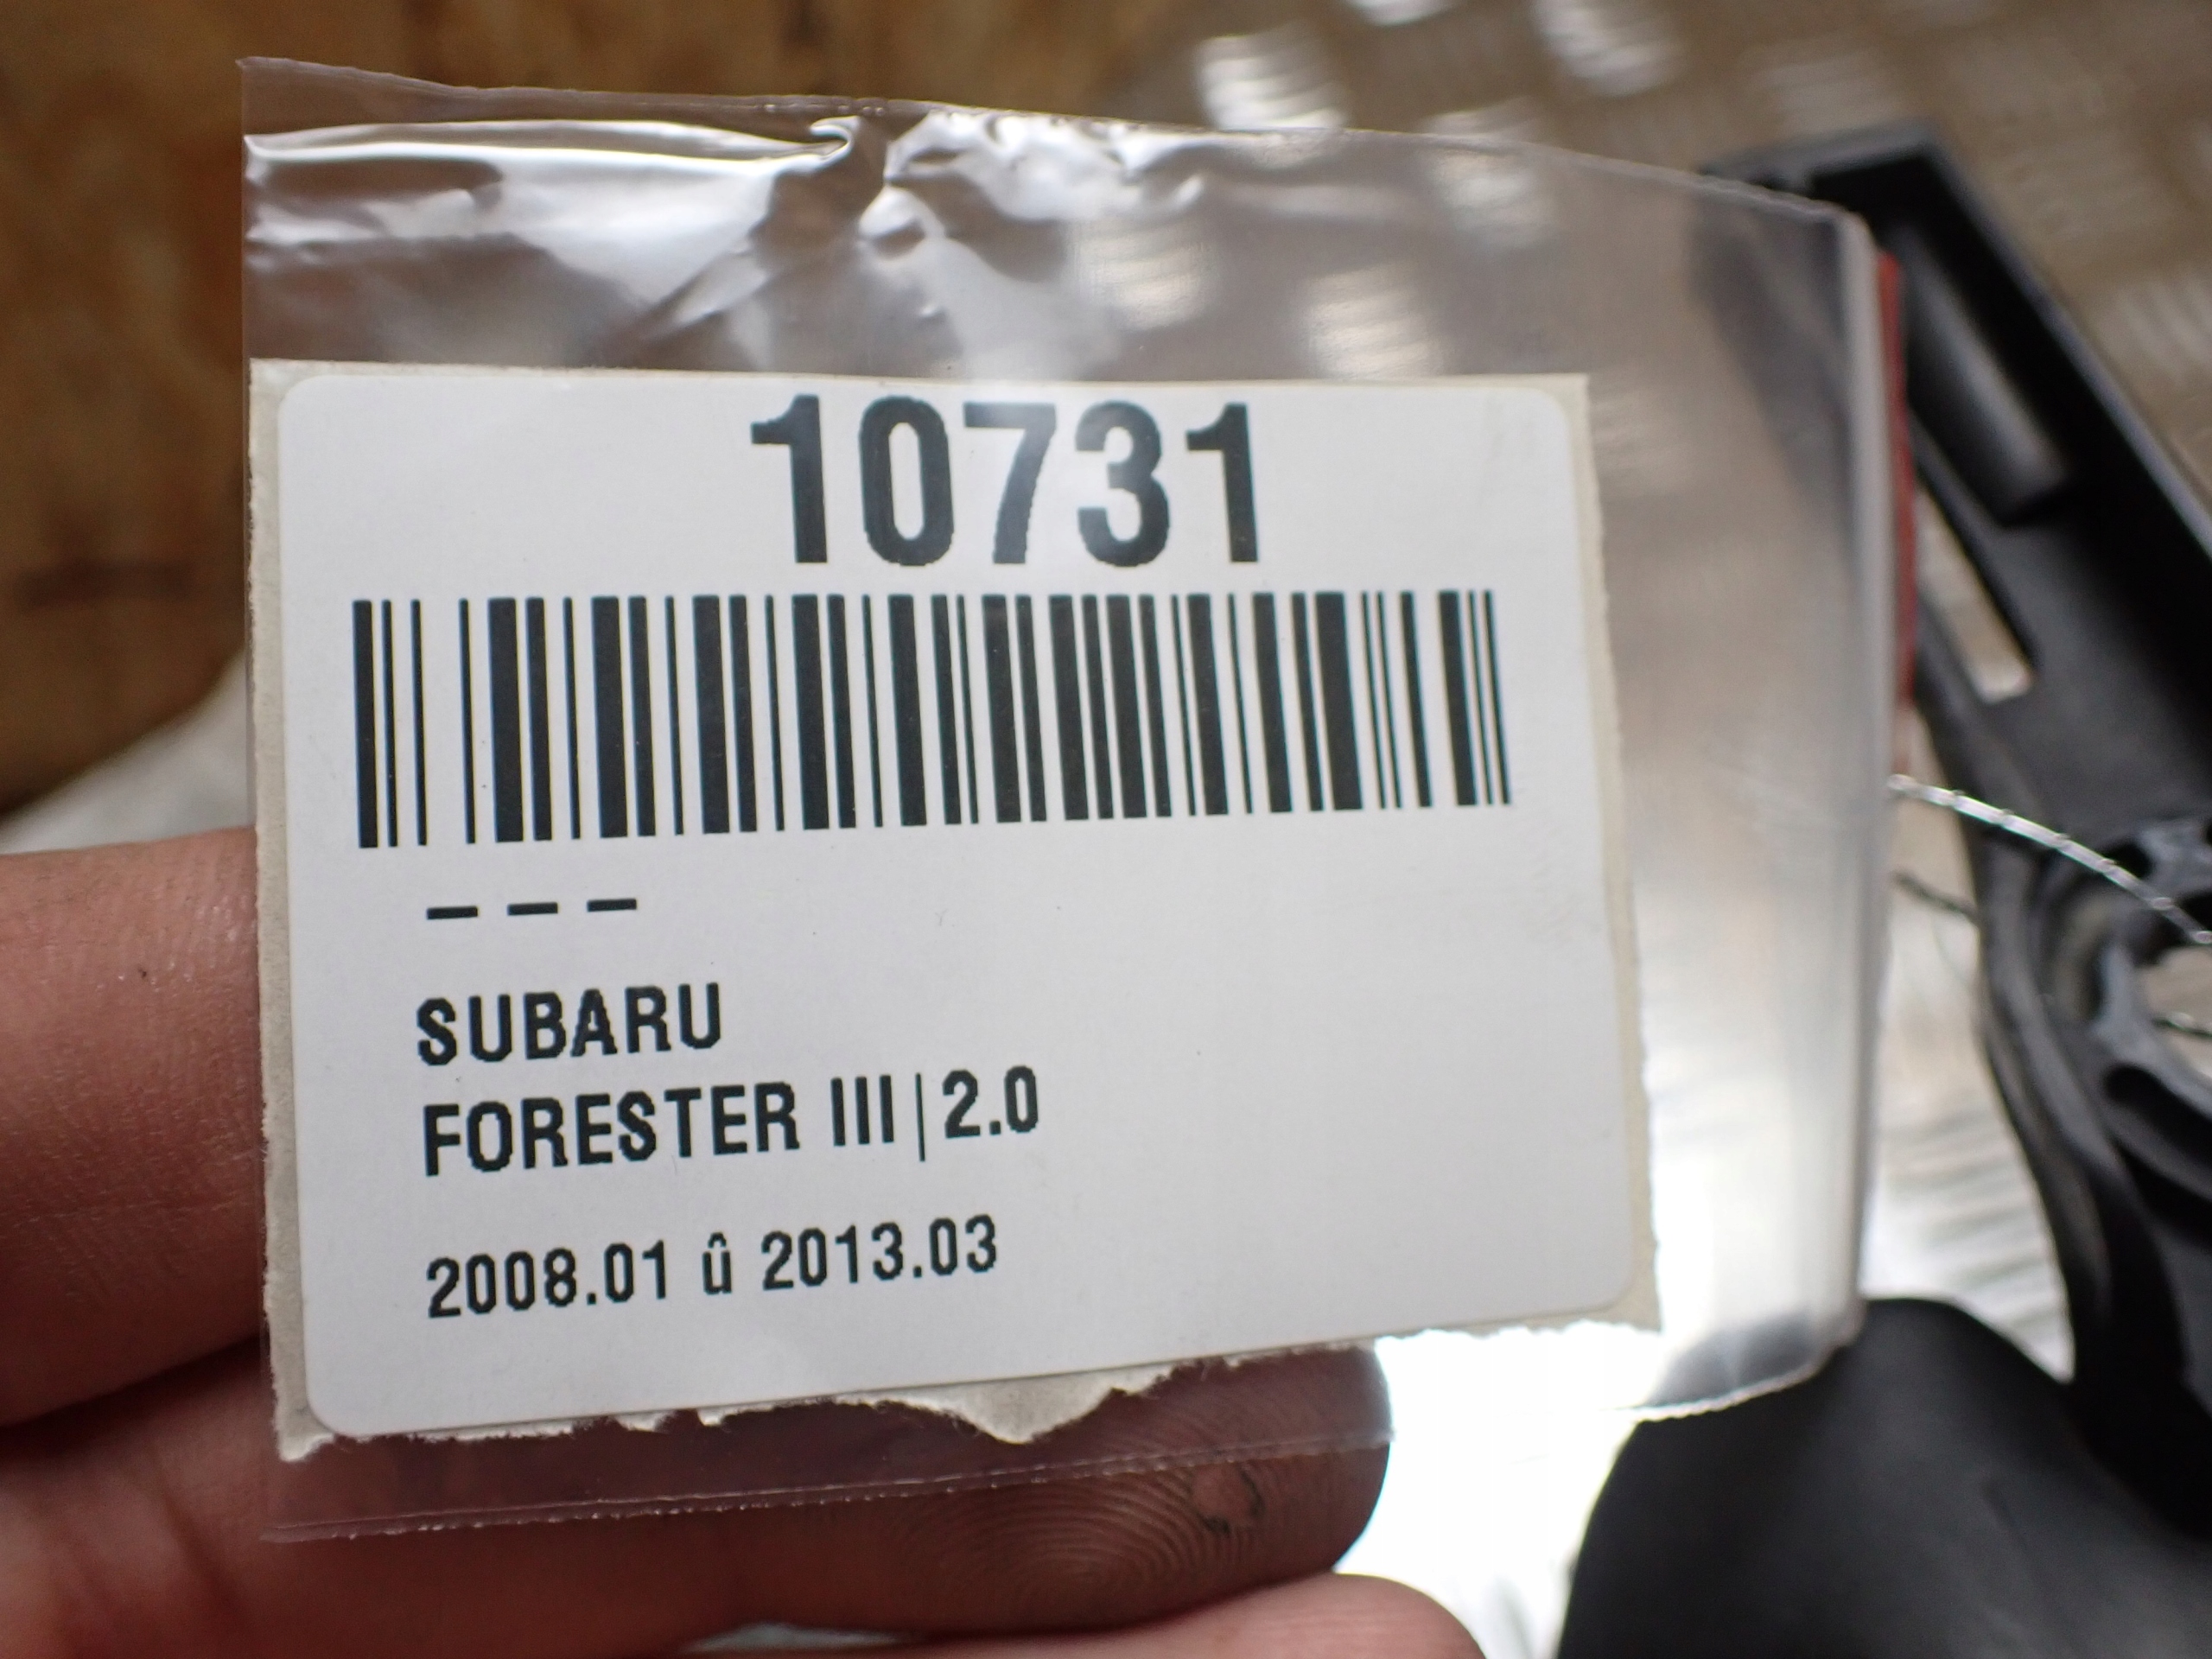 10731
– – –
SUBARU
FORESTER III|2.0
2008.01 û 2013.03